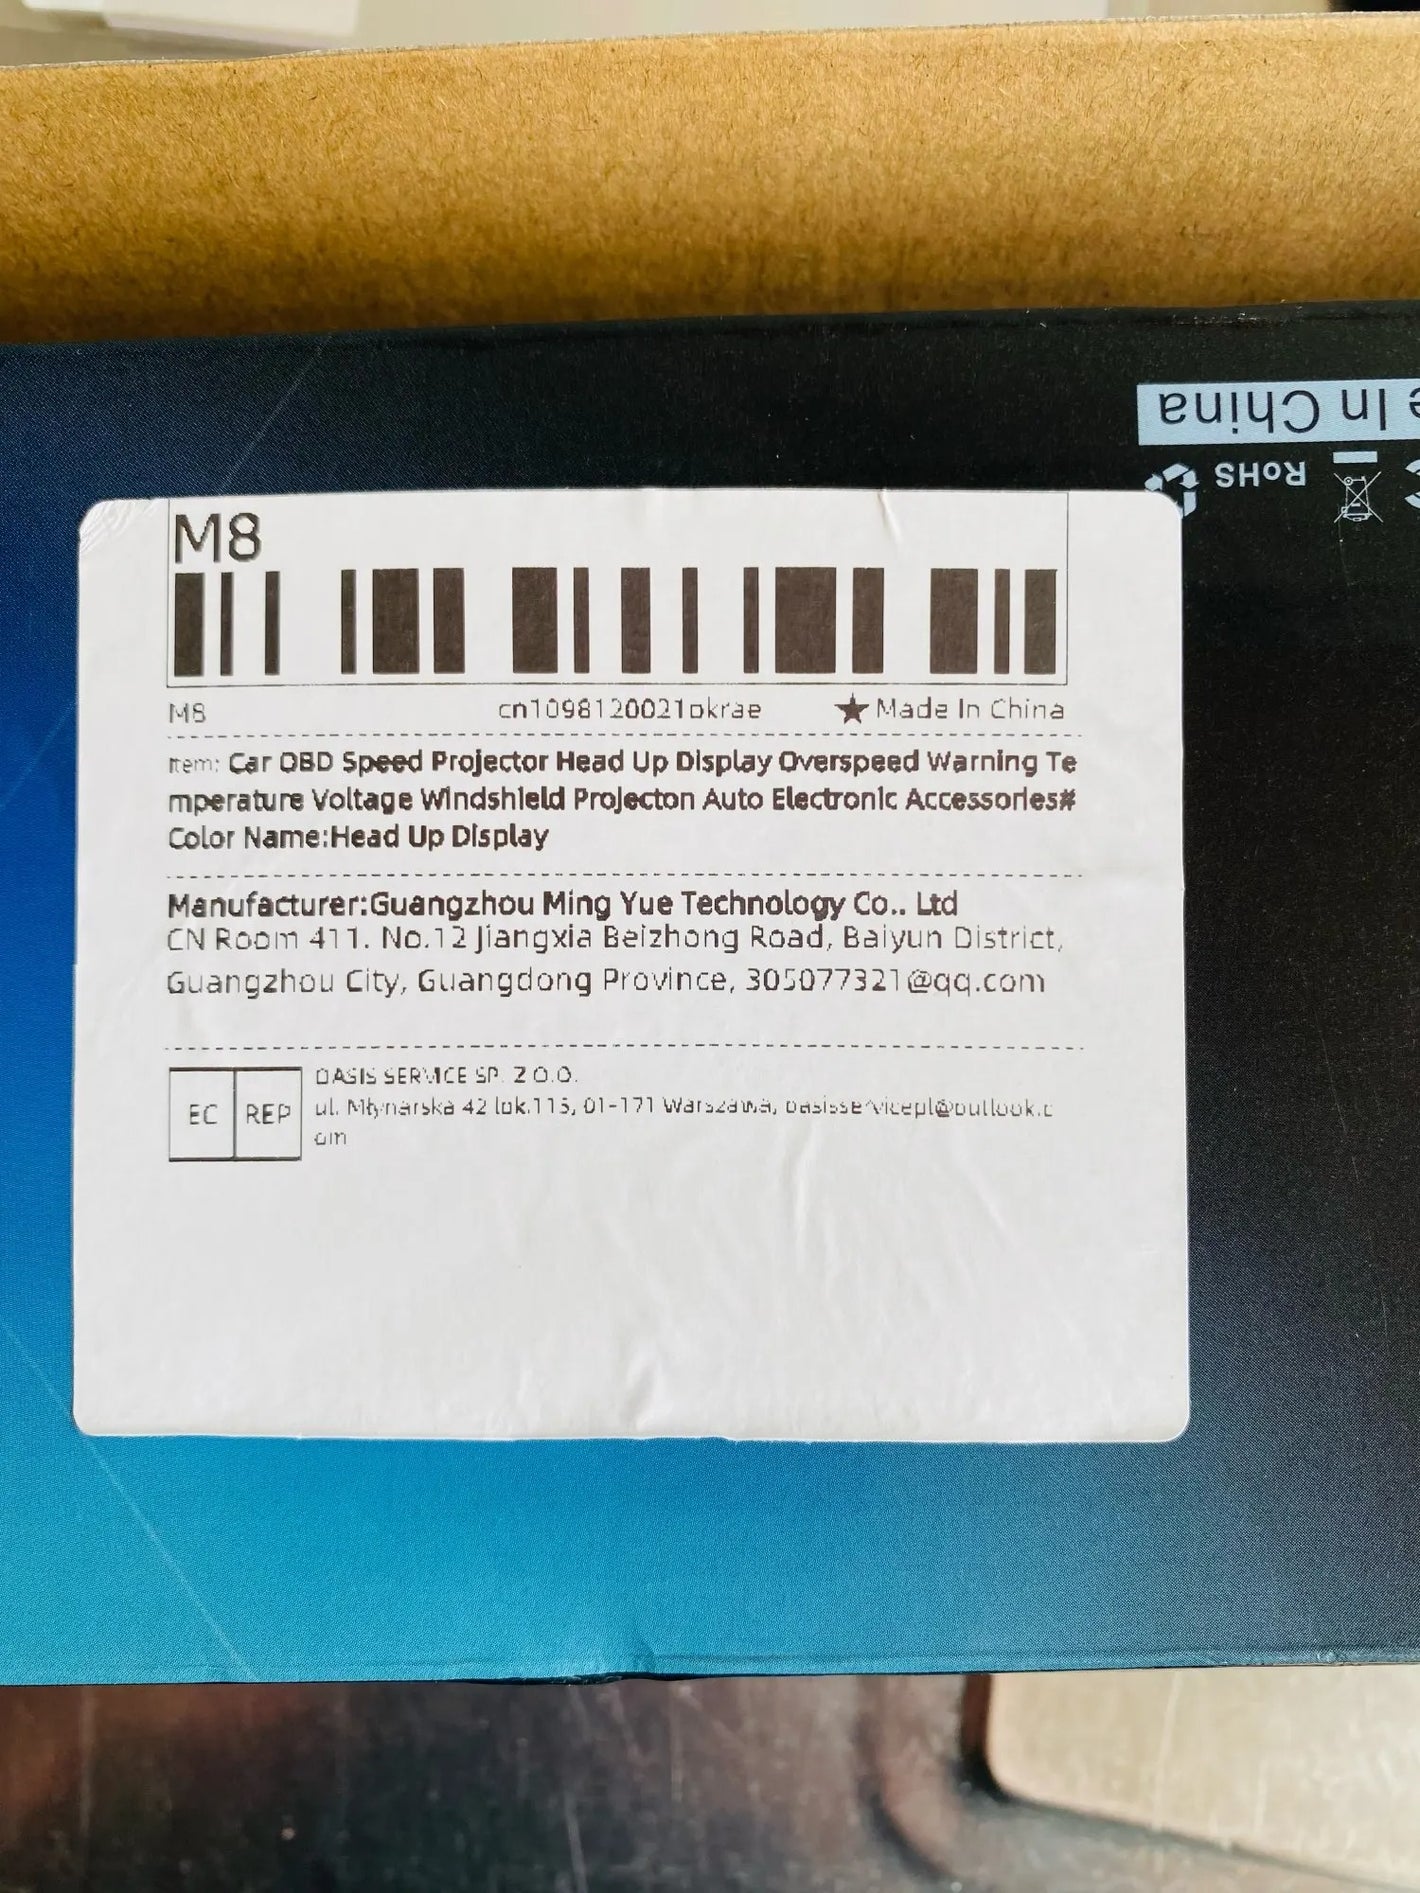 e In China
RoHS
M8
M8 cn1098120021okrae ★Made In China
Item: Car OBD Speed Projector Head Up Display Overspeed Warning Te
mperature Voltage Windshield Projecton Auto Electronic Accessories#
Color Name:Head Up Display
Manufacturer:Guangzhou Ming Yue Technology Co.. Ltd
CN Room 411. No.12 Jiangxia Beizhong Road, Baiyun District,
Guangzhou City, Guangdong Province, 305077321@qq.com
EC REP
OASIS SERVICE SP. Z O.O.
ul. Młynarska 42 lok.115, 01-171 Warszawa, oasisservicepl@outlook.c
om